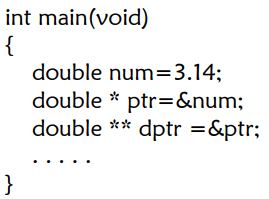 int main(void)
{
double num=3.14;
double * ptr=&num;
double ** dptr =&ptr;
. . . . .
}